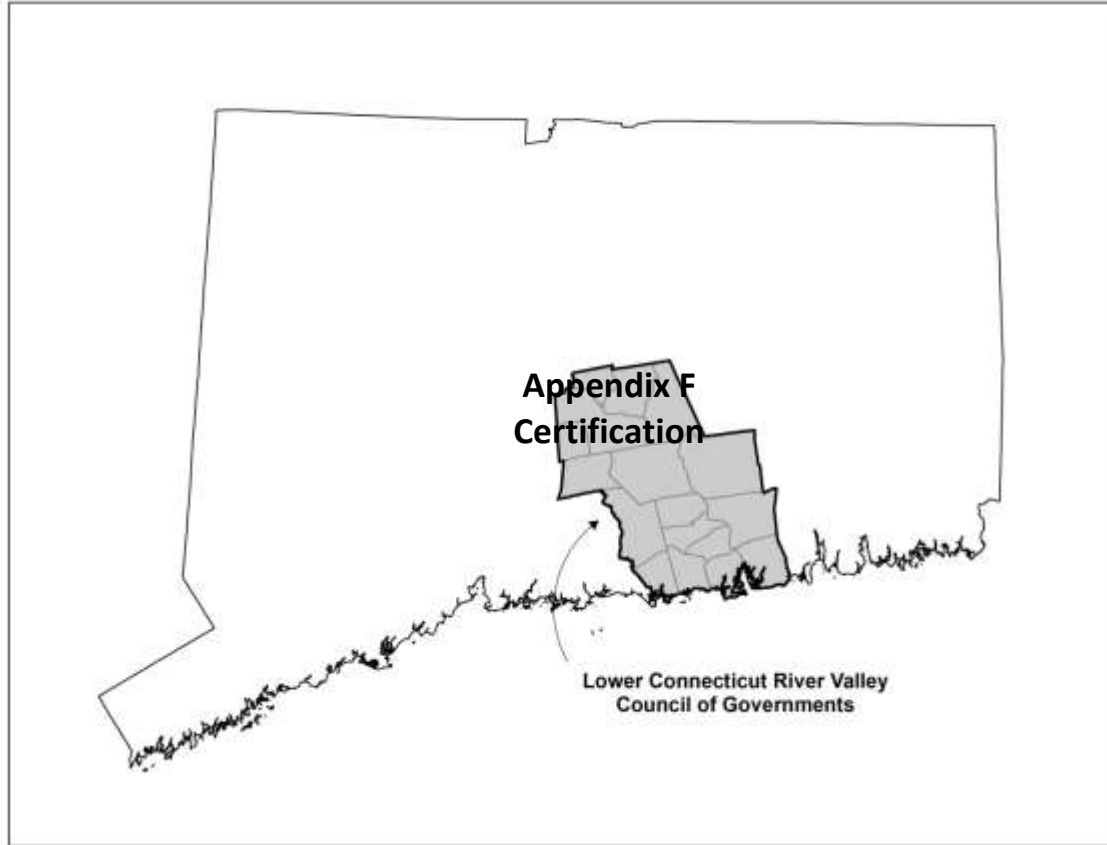 Appendix F
Certification
Lower Connecticut River Valley
Council of Governments